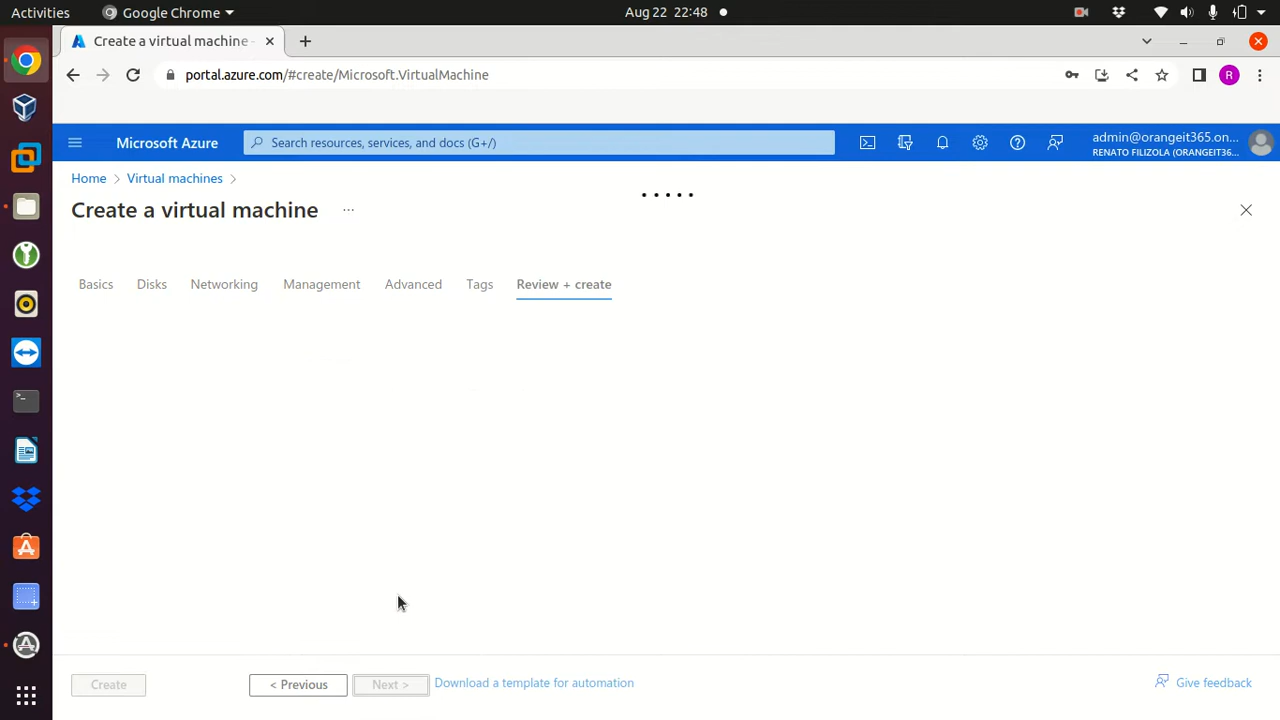 Activities
Google Chrome
Aug 22 22:48
Create a virtual machine -
portal.azure.com/#create/Microsoft.VirtualMachine
R
Microsoft Azure
Search resources, services, and docs (G+/)
admin@orangeit365.on...
RENATO FILIZOLA (ORANGEIT36...
Home > Virtual machines >
Create a virtual machine ...
Basics
Disks
Networking
Management
Advanced
Tags
Review + create
Create
< Previous
Next >
Download a template for automation
Give feedback